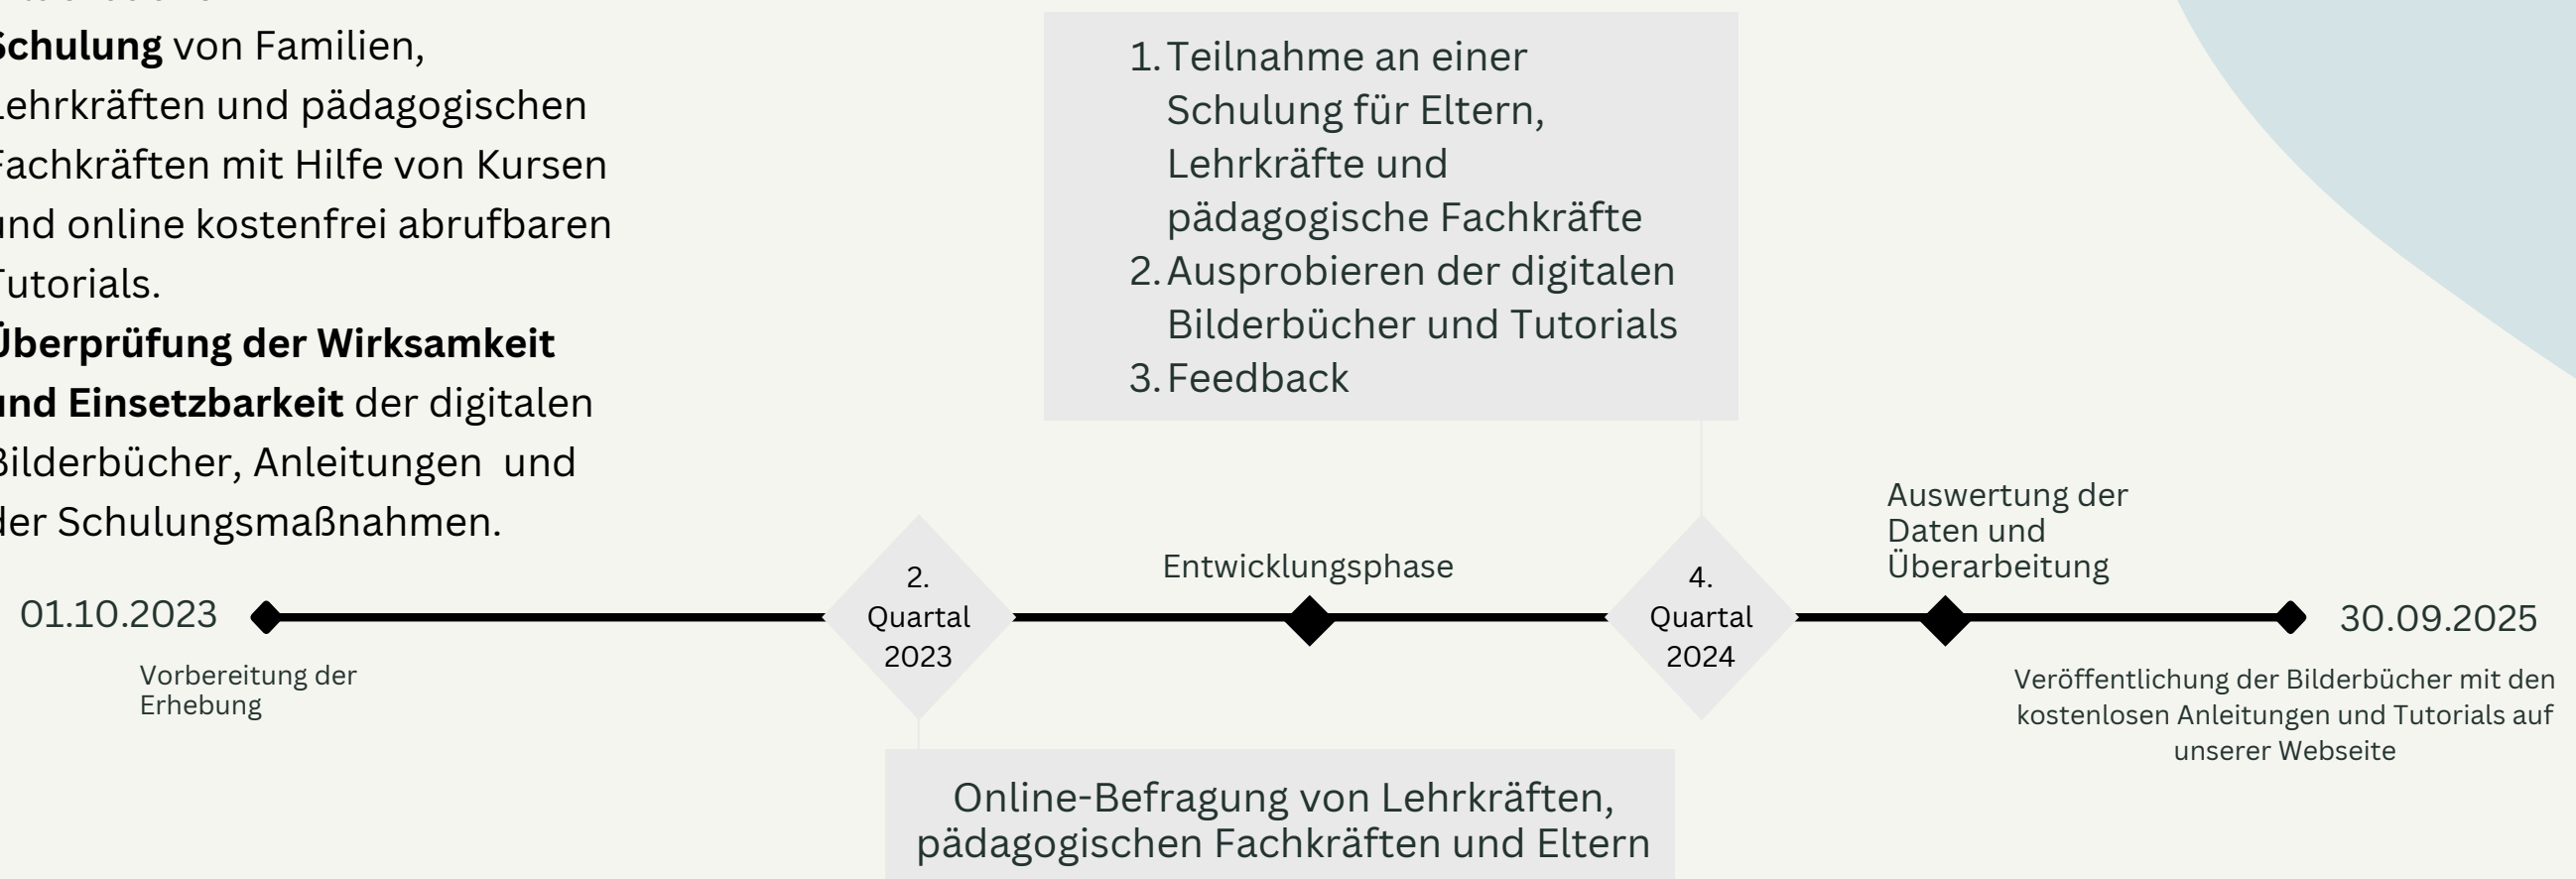 Schulung von Familien,
Lehrkräften und pädagogischen
Fachkräften mit Hilfe von Kursen
und online kostenfrei abrufbaren
Tutorials.
Überprüfung der Wirksamkeit
und Einsetzbarkeit der digitalen
Bilderbücher, Anleitungen und
der Schulungsmaßnahmen.
1. Teilnahme an einer
Schulung für Eltern,
Lehrkräfte und
pädagogische Fachkräfte
2. Ausprobieren der digitalen
Bilderbücher und Tutorials
3. Feedback
01.10.2023
Vorbereitung der
Erhebung
2.
Quartal
2023
Entwicklungsphase
4.
Quartal
2024
Auswertung der
Daten und
Überarbeitung
30.09.2025
Veröffentlichung der Bilderbücher mit den
kostenlosen Anleitungen und Tutorials auf
unserer Webseite
Online-Befragung von Lehrkräften,
pädagogischen Fachkräften und Eltern